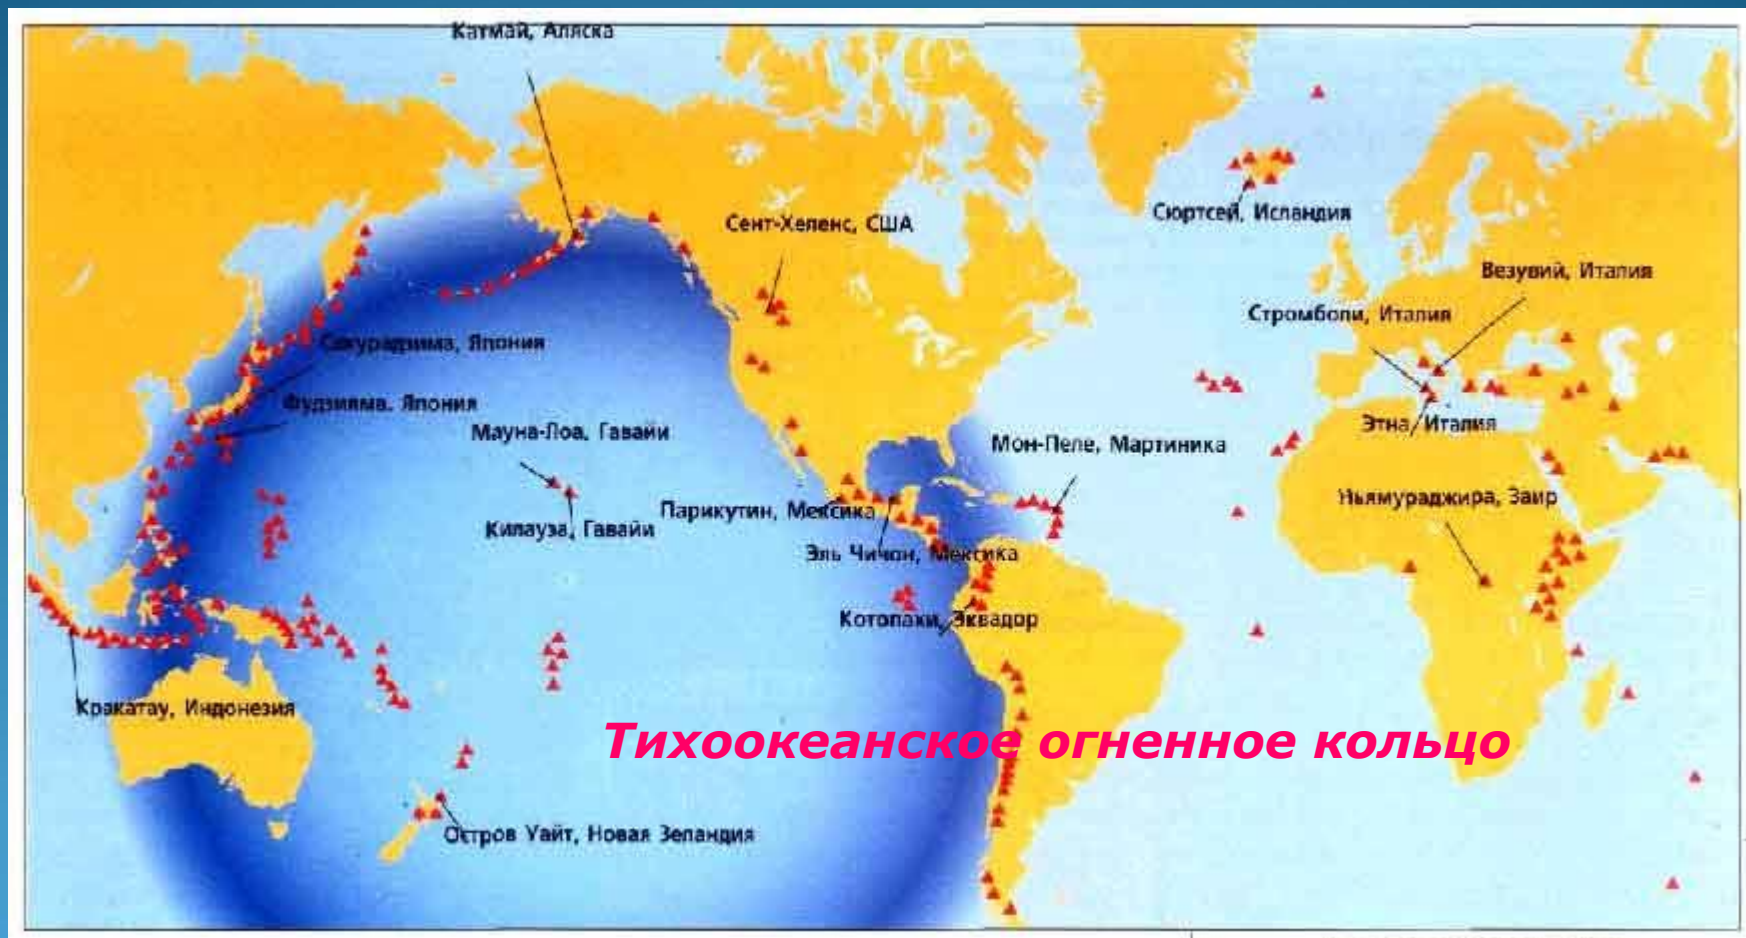 Катмай, Аляска
Сент-Хеленс, США
Сюртсей, Исландия
Везувий, Италия
Стромболи, Италия
Сакурадзима, Япония
Фудзияма. Япония
Этна, Италия
Мауна-Лоа, Гавайи
Мон-Пеле, Мартиника
Ньямураджира, Заир
Парикутин, Мексика
Килауза, Гавайи
Эль Чичон, Мексика
Котопаки, Эквадор
Кракатау, Индонезия
Тихоокеанское огненное кольцо
Остров Уайт, Новая Зеландия